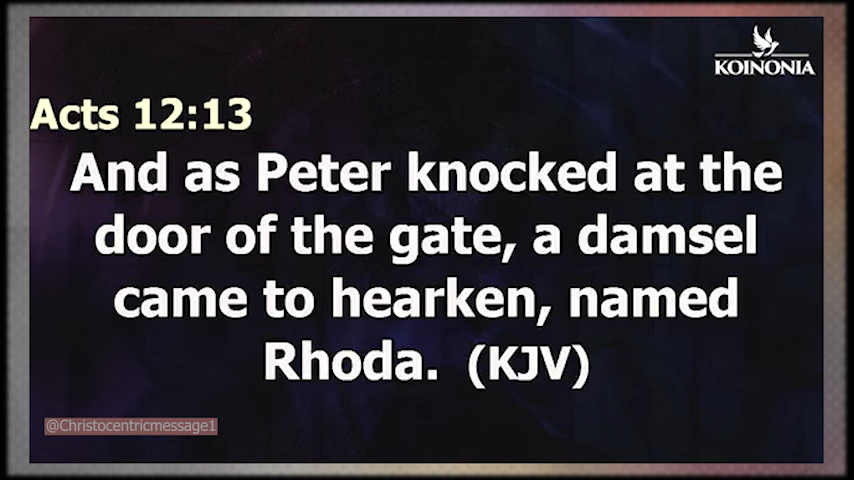 KOINONIA
Acts 12:13
And as Peter knocked at the
door of the gate, a damsel
came to hearken, named
Rhoda. (KJV)
@Christocentricmessage1